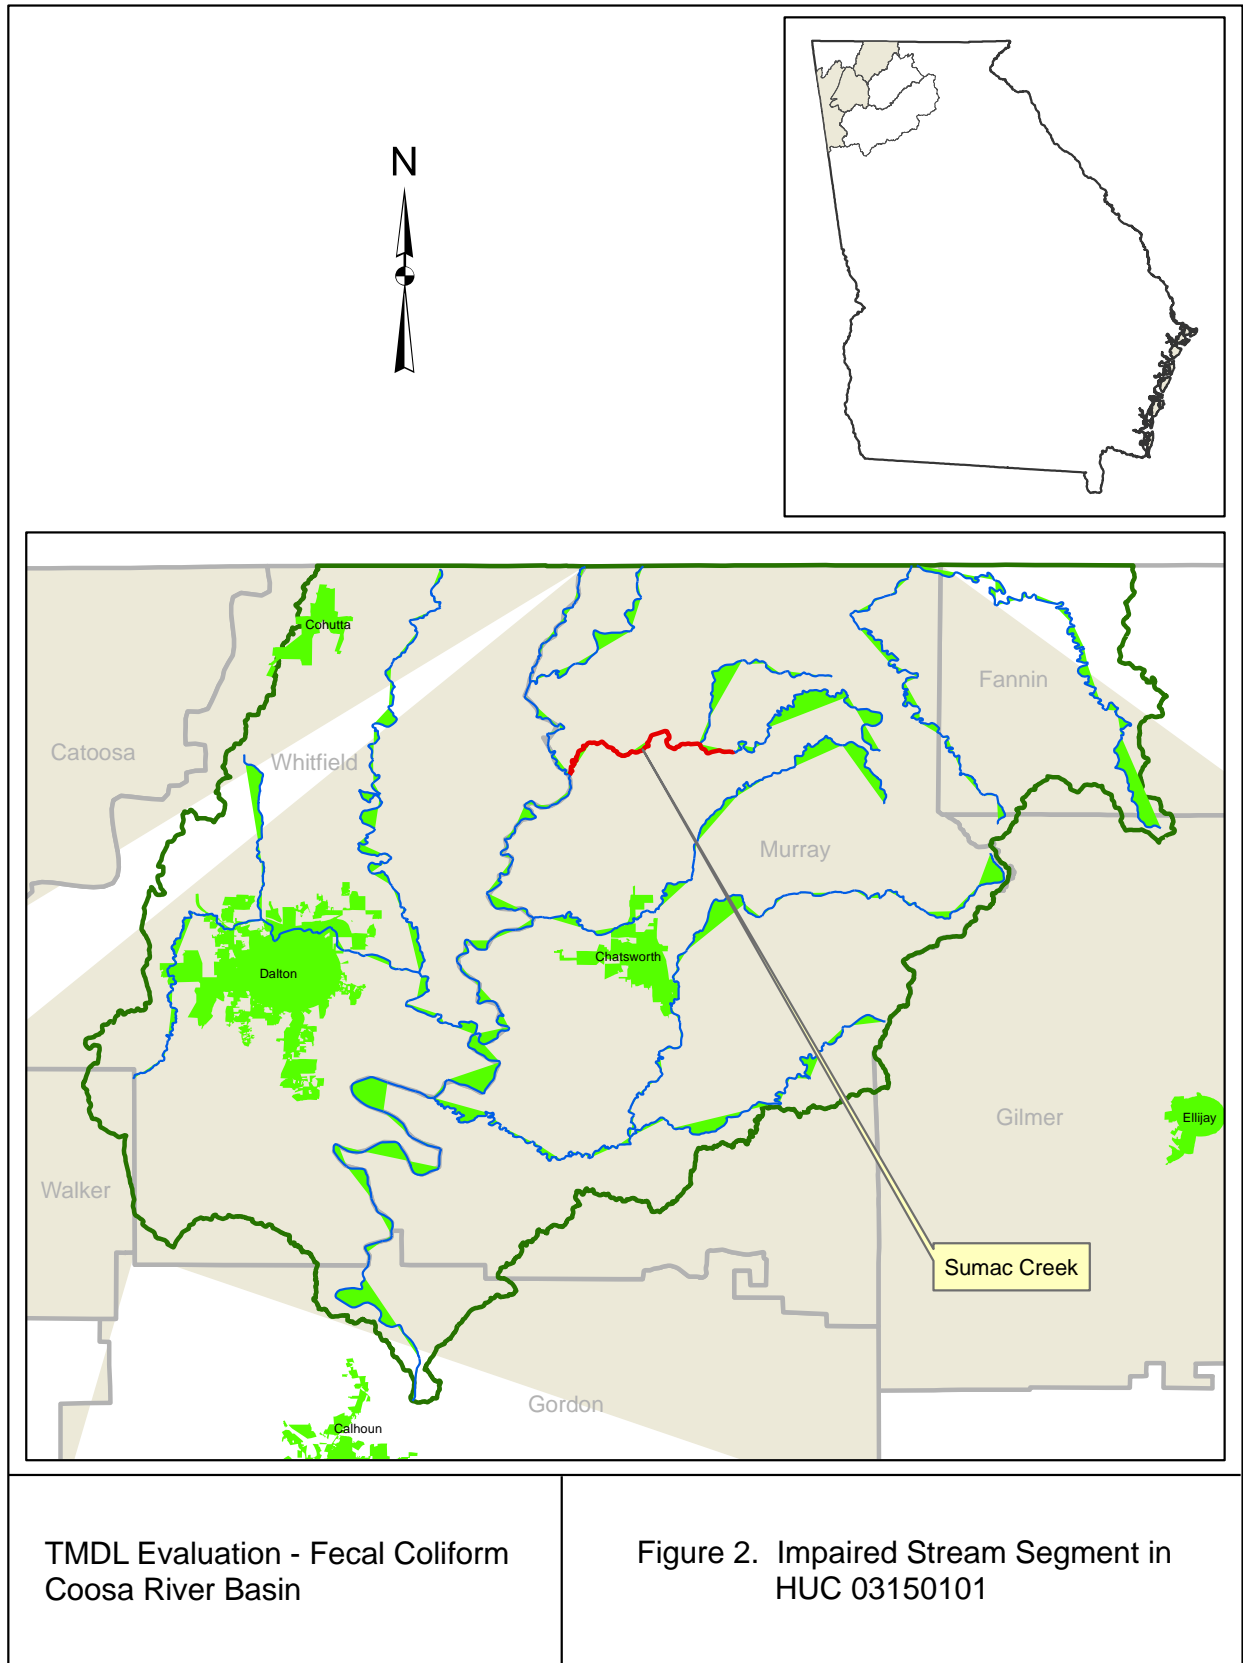 N
Cohutta
Fannin
Catoosa
Whitfield
Murray
Chatsworth
Dalton
Gilmer
Ellijay
Walker
Sumac Creek
Gordon
Calhoun
TMDL Evaluation - Fecal Coliform
Coosa River Basin
Figure 2. Impaired Stream Segment in
HUC 03150101